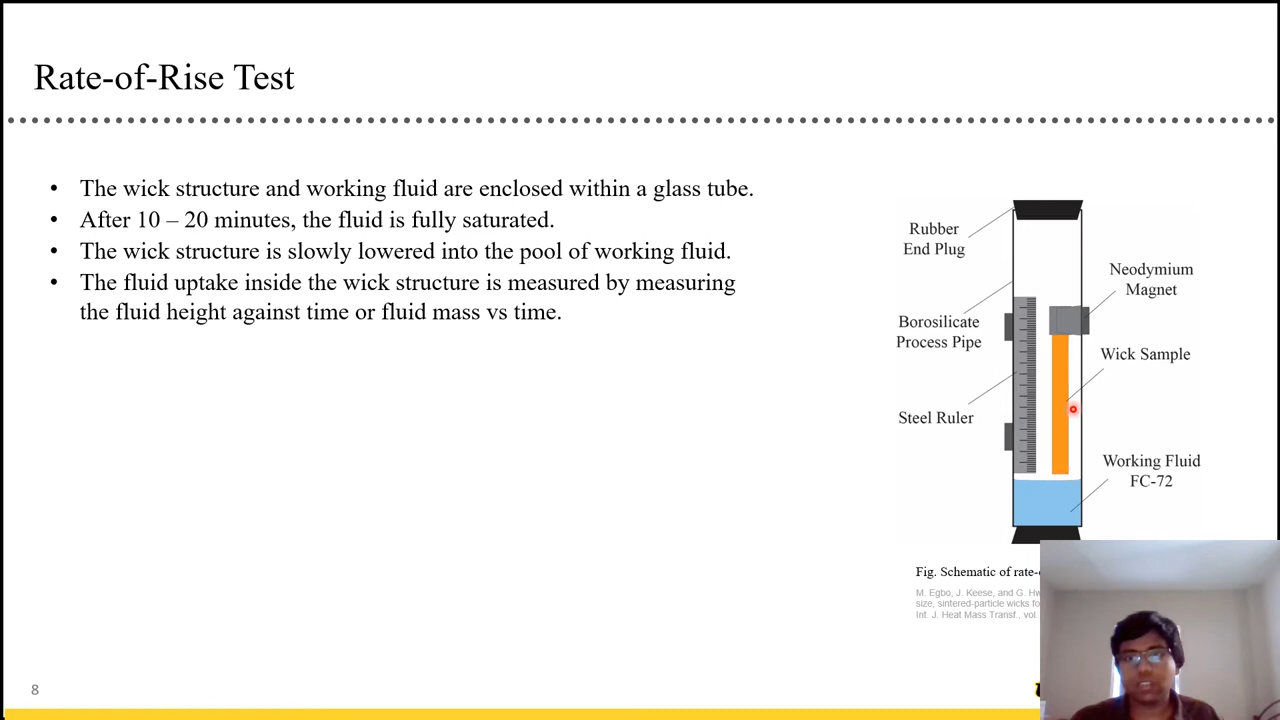 Rate-of-Rise Test
• The wick structure and working fluid are enclosed within a glass tube.
• After 10 – 20 minutes, the fluid is fully saturated.
• The wick structure is slowly lowered into the pool of working fluid.
• The fluid uptake inside the wick structure is measured by measuring
the fluid height against time or fluid mass vs time.
Rubber
End Plug
Neodymium
Magnet
Borosilicate
Process Pipe
Wick Sample
Steel Ruler
Working Fluid
FC-72
Fig. Schematic of
M. Egbo, J. Keese, and G.
size, sintered-particle wicks
Int. J. Heat Mass Transf., vol.
8